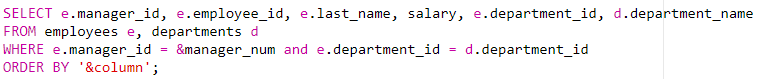 SELECT e.manager_id, e.employee_id, e.last_name, salary, e.department_id, d.department_name
FROM employees e, departments d
WHERE e.manager_id = &manager_num and e.department_id = d.department_id
ORDER BY '&column';